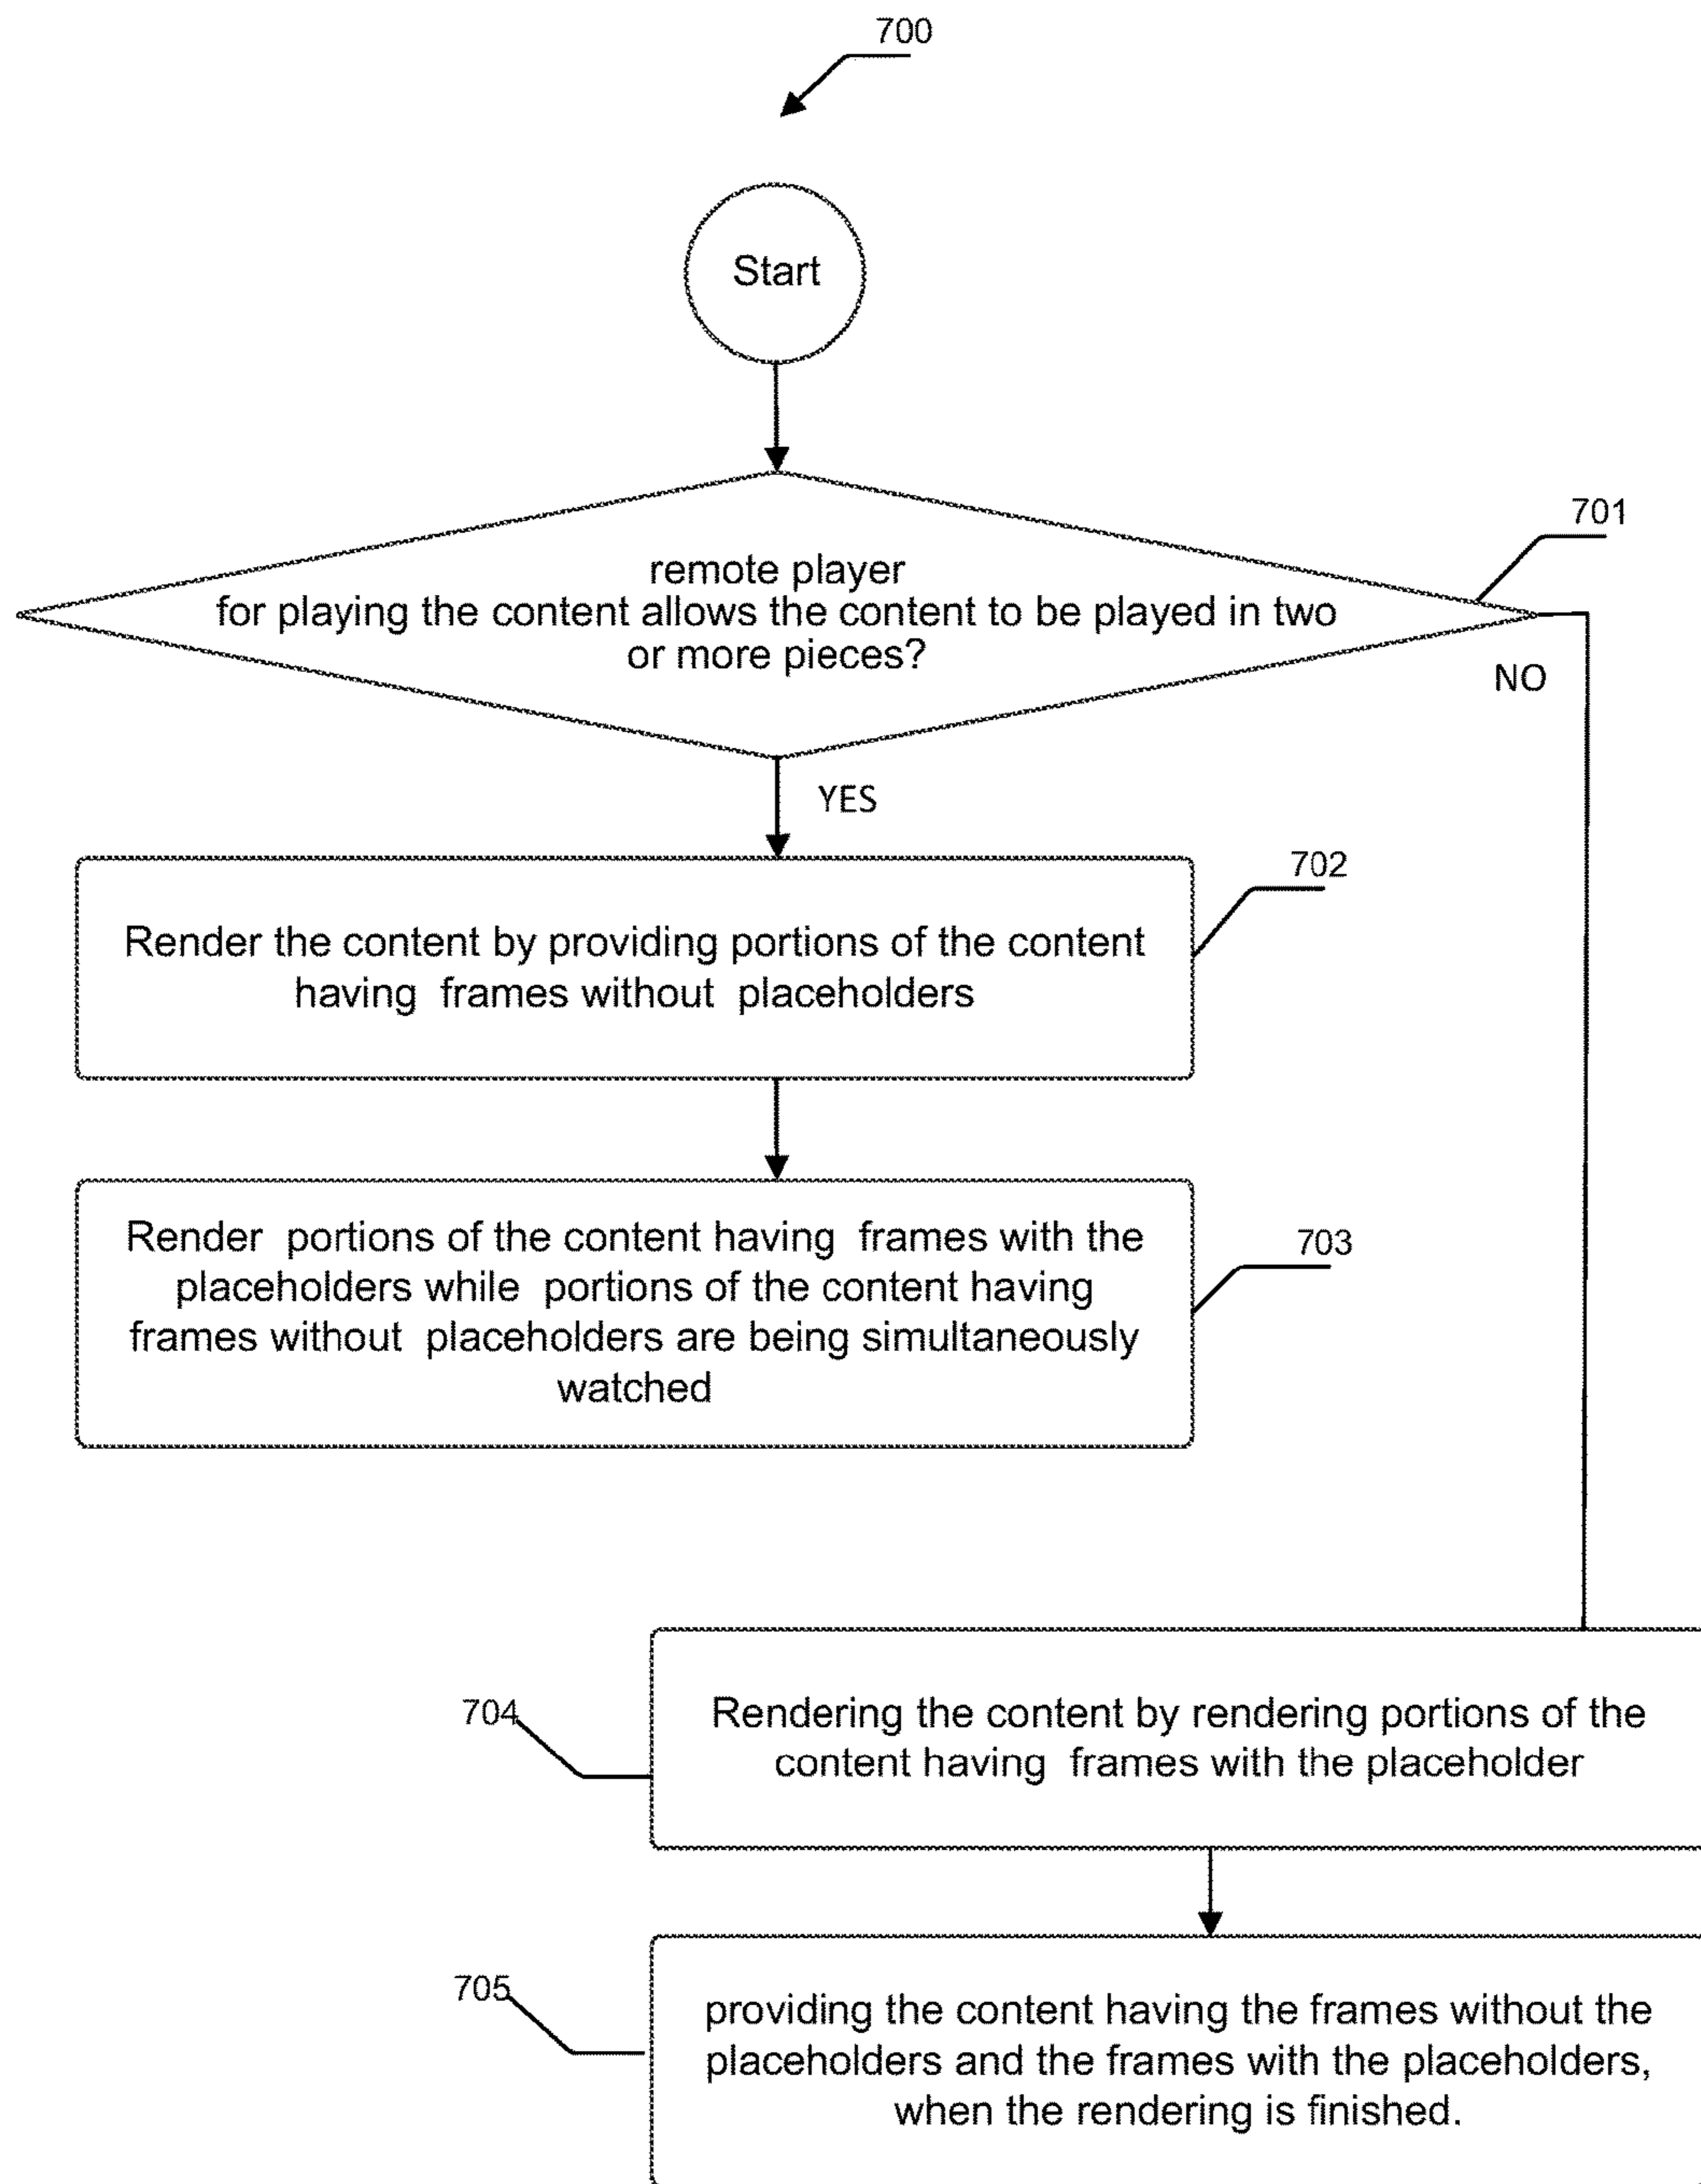 700
Start
701
remote player
for playing the content allows the content to be played in two
or more pieces?
NO
YES
702
Render the content by providing portions of the content
having frames without placeholders
703
Render portions of the content having frames with the
placeholders while portions of the content having
frames without placeholders are being simultaneously
watched
704
Rendering the content by rendering portions of the
content having frames with the placeholder
705
providing the content having the frames without the
placeholders and the frames with the placeholders,
when the rendering is finished.